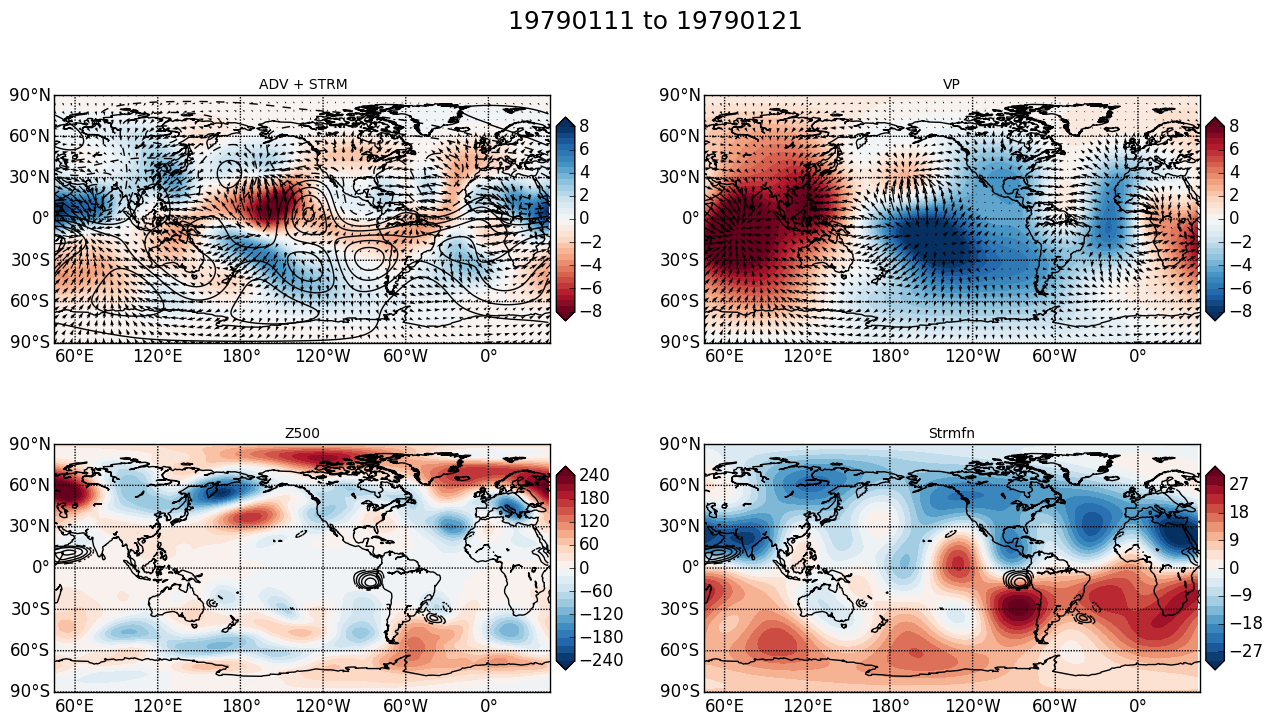 19790111 to 19790121
ADV + STRM
90°N
60°N
30°N
0°
30°S
60°S
90°S
60°E 120°E 180° 120°W 60°W 0°
8
6
4
2
0
−2
−4
−6
−8
VP
90°N
60°N
30°N
0°
30°S
60°S
90°S
60°E 120°E 180° 120°W 60°W 0°
8
6
4
2
0
−2
−4
−6
−8
Z500
90°N
60°N
30°N
0°
30°S
60°S
90°S
60°E 120°E 180° 120°W 60°W 0°
240
180
120
60
0
−60
−120
−180
−240
Strmfn
90°N
60°N
30°N
0°
30°S
60°S
90°S
60°E 120°E 180° 120°W 60°W 0°
27
18
9
0
−9
−18
−27